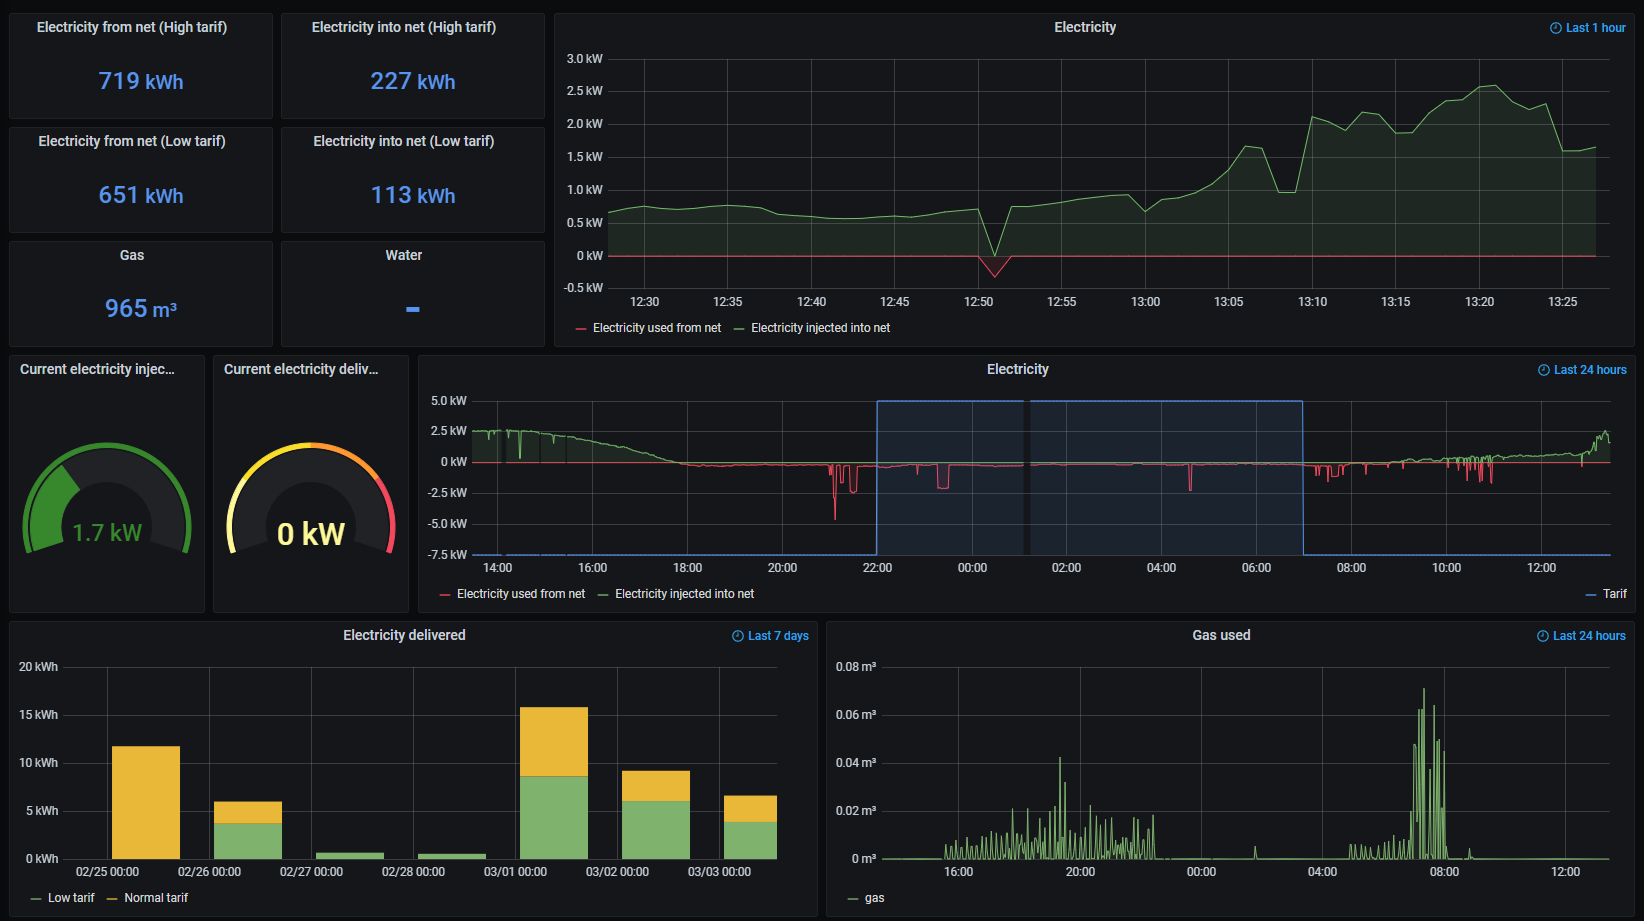 Electricity from net (High tarif)
719 kWh
Electricity into net (High tarif)
227 kWh
Electricity from net (Low tarif)
651 kWh
Electricity into net (Low tarif)
113 kWh
Gas
965 m³
Water
-
Electricity
Last 1 hour
3.0 kW
2.5 kW
2.0 kW
1.5 kW
1.0 kW
0.5 kW
0 kW
-0.5 kW
12:30 12:35 12:40 12:45 12:50 12:55 13:00 13:05 13:10 13:15 13:20 13:25
Electricity used from net Electricity injected into net
Current electricity injec...
1.7 kW
Current electricity deliv...
0 kW
Electricity
Last 24 hours
5.0 kW
2.5 kW
0 kW
-2.5 kW
-5.0 kW
-7.5 kW
14:00 16:00 18:00 20:00 22:00 00:00 02:00 04:00 06:00 08:00 10:00 12:00
Electricity used from net Electricity injected into net Tarif
Electricity delivered
Last 7 days
20 kWh
15 kWh
10 kWh
5 kWh
0 kWh
02/25 00:00 02/26 00:00 02/27 00:00 02/28 00:00 03/01 00:00 03/02 00:00 03/03 00:00
Low tarif Normal tarif
Gas used
Last 24 hours
0.08 m³
0.06 m³
0.04 m³
0.02 m³
0 m³
16:00 20:00 00:00 04:00 08:00 12:00
gas